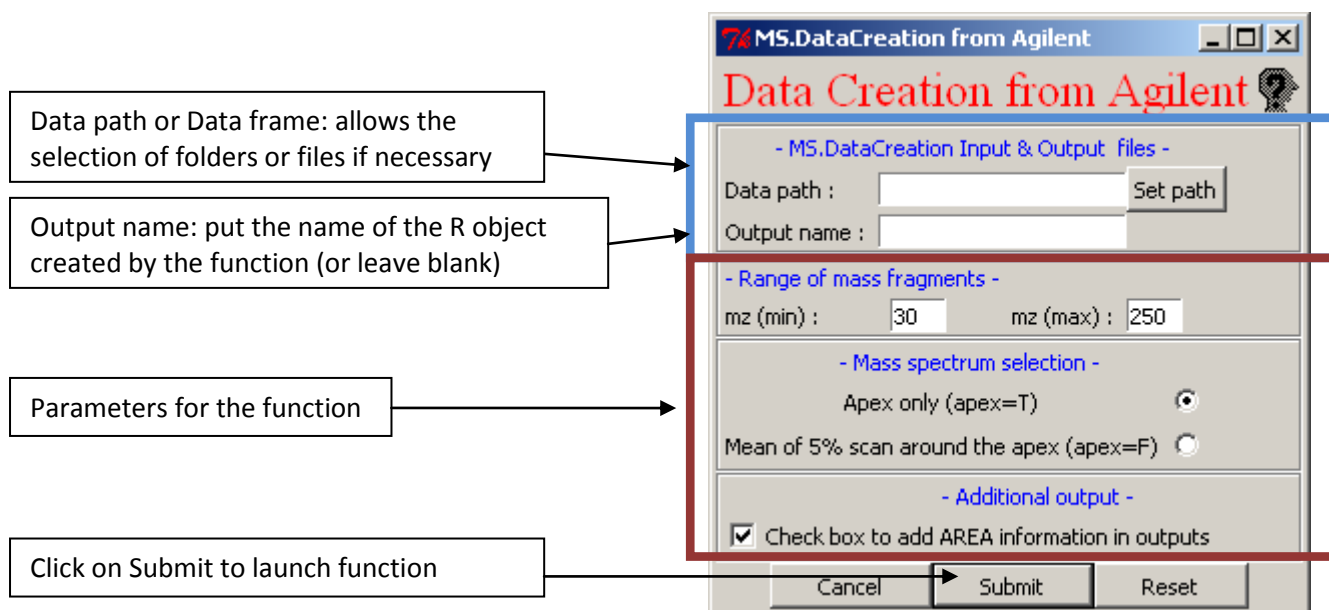 MS.DataCreation from Agilent
Data Creation from Agilent
Data path or Data frame: allows the
selection of folders or files if necessary
- MS.DataCreation Input & Output files -
Data path :
Set path
Output name: put the name of the R object
created by the function (or leave blank)
Output name :
- Range of mass fragments -
mz (min) : 30 mz (max) : 250
Parameters for the function
- Mass spectrum selection -
Apex only (apex=T)
Mean of 5% scan around the apex (apex=F)
- Additional output -
Check box to add AREA information in outputs
Click on Submit to launch function
Cancel Submit Reset